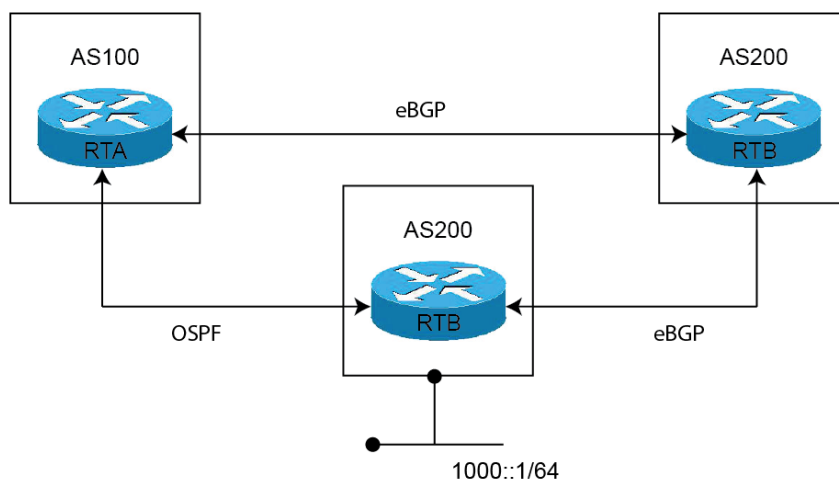 AS100
AS200
eBGP
RTA
RTB
AS200
RTB
OSPF
eBGP
1000::1/64